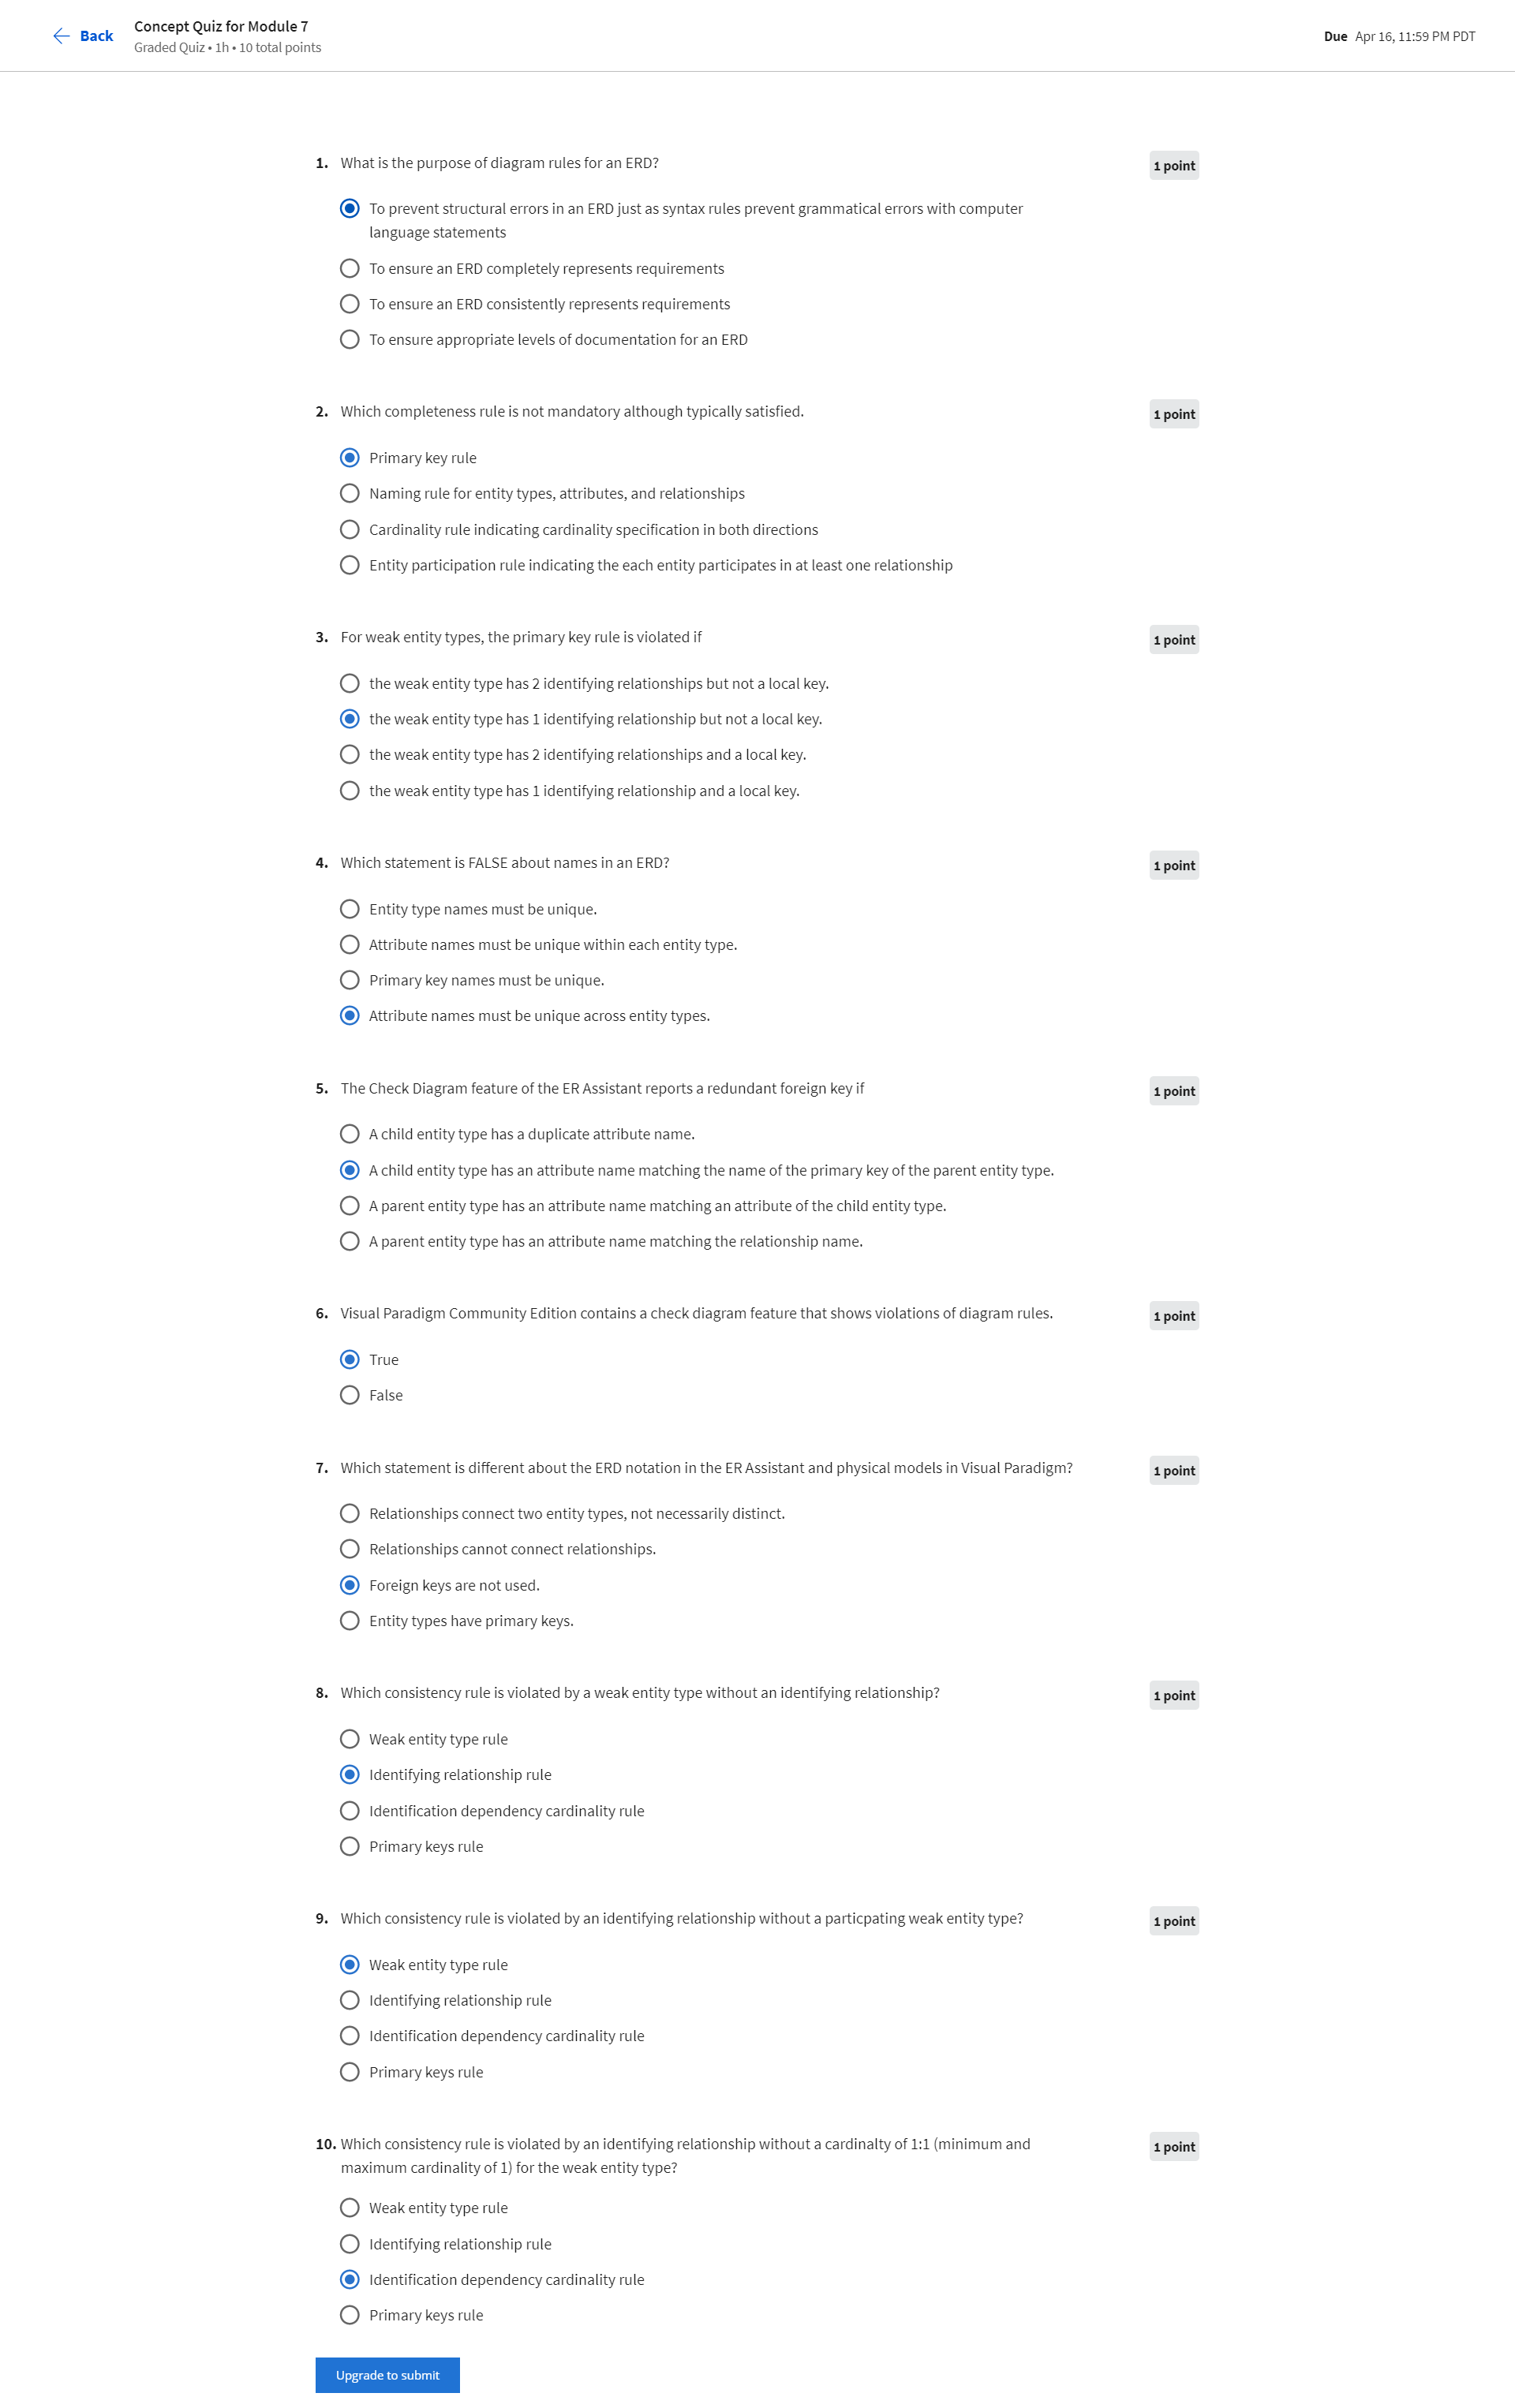 Back
Concept Quiz for Module 7
Graded Quiz • 1h • 10 total points
Due Apr 16, 11:59 PM PDT
1. What is the purpose of diagram rules for an ERD?
1 point
To prevent structural errors in an ERD just as syntax rules prevent grammatical errors with computer
language statements
To ensure an ERD completely represents requirements
To ensure an ERD consistently represents requirements
To ensure appropriate levels of documentation for an ERD
2. Which completeness rule is not mandatory although typically satisfied.
1 point
Primary key rule
Naming rule for entity types, attributes, and relationships
Cardinality rule indicating cardinality specification in both directions
Entity participation rule indicating the each entity participates in at least one relationship
3. For weak entity types, the primary key rule is violated if
1 point
the weak entity type has 2 identifying relationships but not a local key.
the weak entity type has 1 identifying relationship but not a local key.
the weak entity type has 2 identifying relationships and a local key.
the weak entity type has 1 identifying relationship and a local key.
4. Which statement is FALSE about names in an ERD?
1 point
Entity type names must be unique.
Attribute names must be unique within each entity type.
Primary key names must be unique.
Attribute names must be unique across entity types.
5. The Check Diagram feature of the ER Assistant reports a redundant foreign key if
1 point
A child entity type has a duplicate attribute name.
A child entity type has an attribute name matching the name of the primary key of the parent entity type.
A parent entity type has an attribute name matching an attribute of the child entity type.
A parent entity type has an attribute name matching the relationship name.
6. Visual Paradigm Community Edition contains a check diagram feature that shows violations of diagram rules.
1 point
True
False
7. Which statement is different about the ERD notation in the ER Assistant and physical models in Visual Paradigm?
1 point
Relationships connect two entity types, not necessarily distinct.
Relationships cannot connect relationships.
Foreign keys are not used.
Entity types have primary keys.
8. Which consistency rule is violated by a weak entity type without an identifying relationship?
1 point
Weak entity type rule
Identifying relationship rule
Identification dependency cardinality rule
Primary keys rule
9. Which consistency rule is violated by an identifying relationship without a particpating weak entity type?
1 point
Weak entity type rule
Identifying relationship rule
Identification dependency cardinality rule
Primary keys rule
10. Which consistency rule is violated by an identifying relationship without a cardinalty of 1:1 (minimum and
maximum cardinality of 1) for the weak entity type?
1 point
Weak entity type rule
Identifying relationship rule
Identification dependency cardinality rule
Primary keys rule
Upgrade to submit